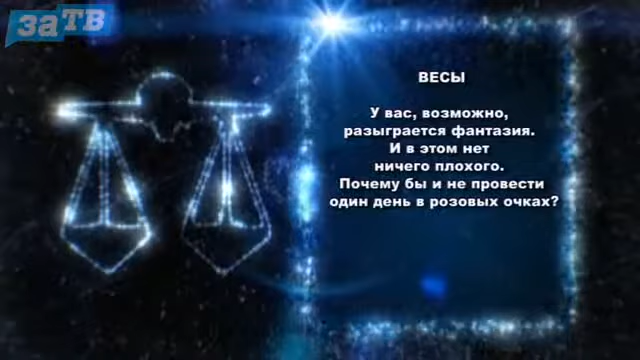 заТВ
ВЕСЫ
У вас, возможно,
разыграется фантазия.
И в этом нет
ничего плохого.
Почему бы и не провести
один день в розовых очках?